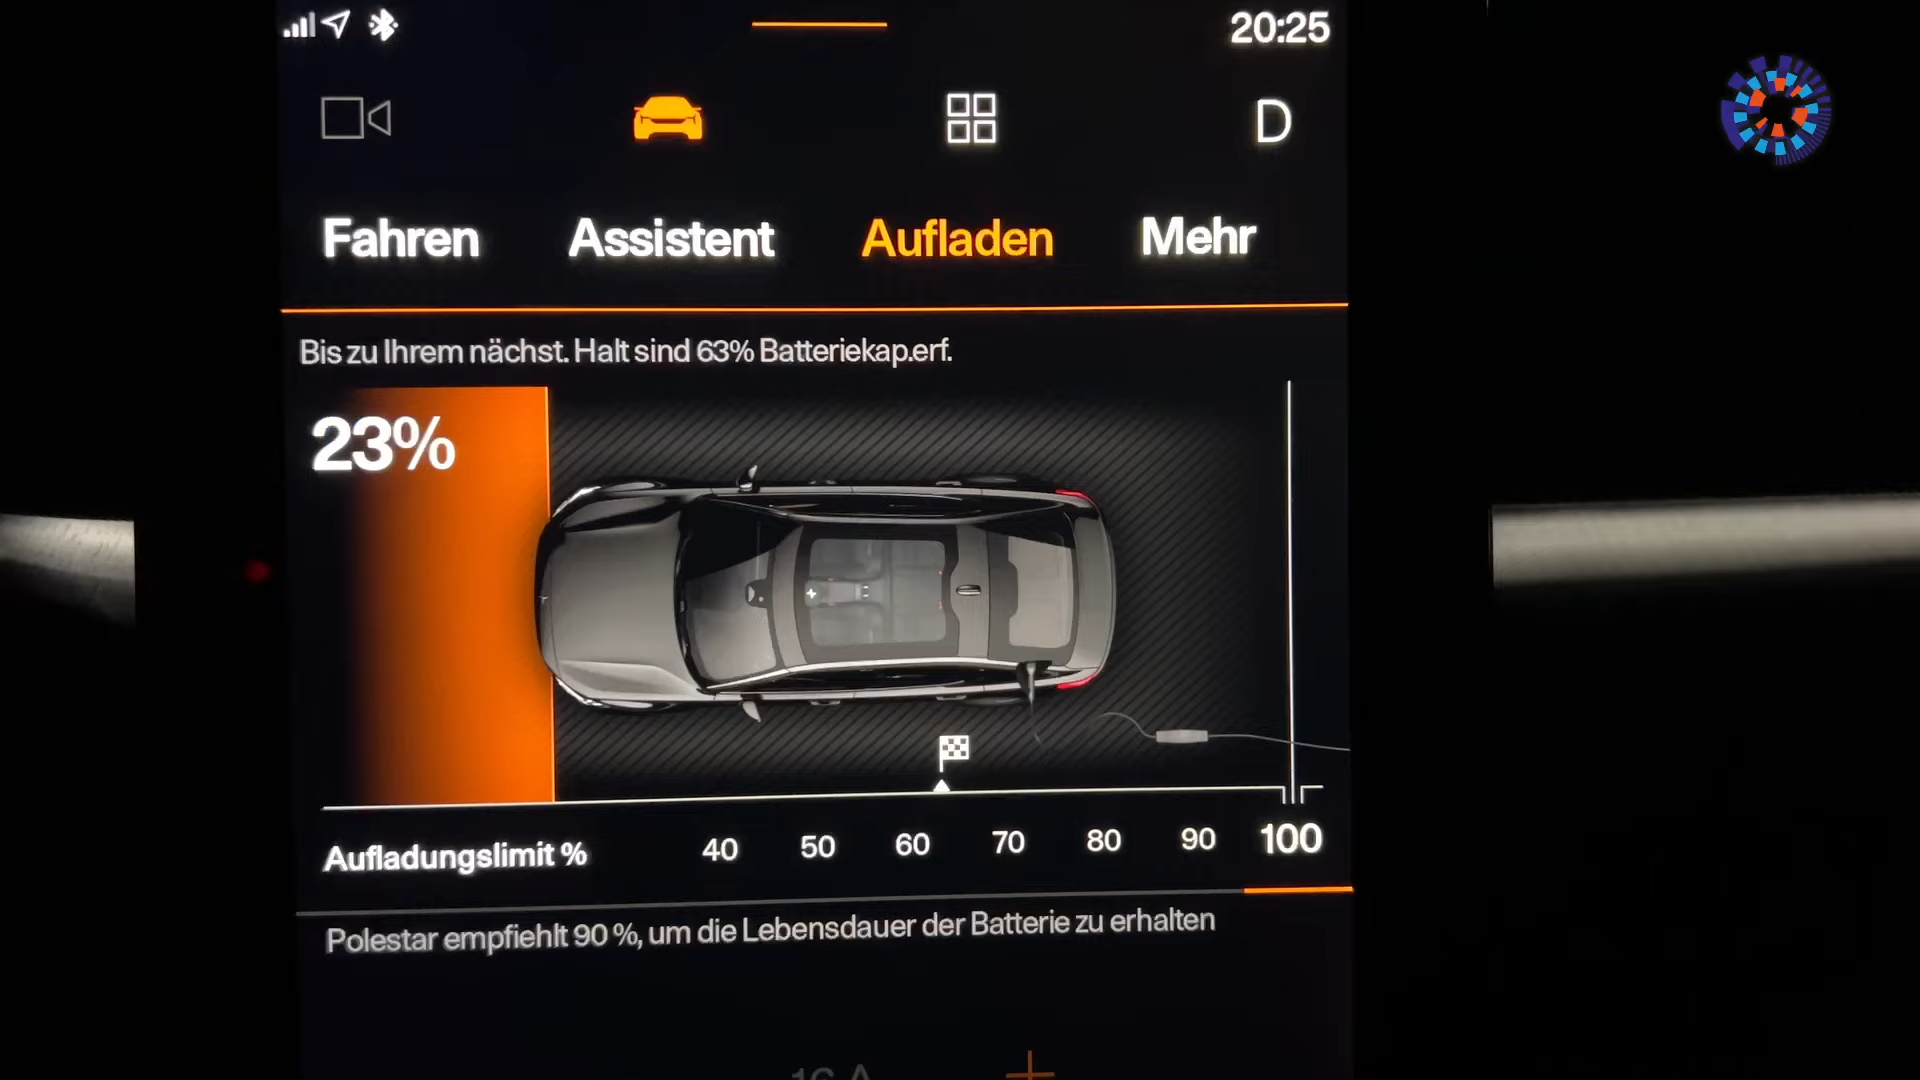 20:25
D
Fahren Assistent Aufladen Mehr
Bis zu Ihrem nächst. Halt sind 63% Batteriekap.erf.
23%
Aufladungslimit % 40 50 60 70 80 90 100
Polestar empfiehlt 90 %, um die Lebensdauer der Batterie zu erhalten
16 A